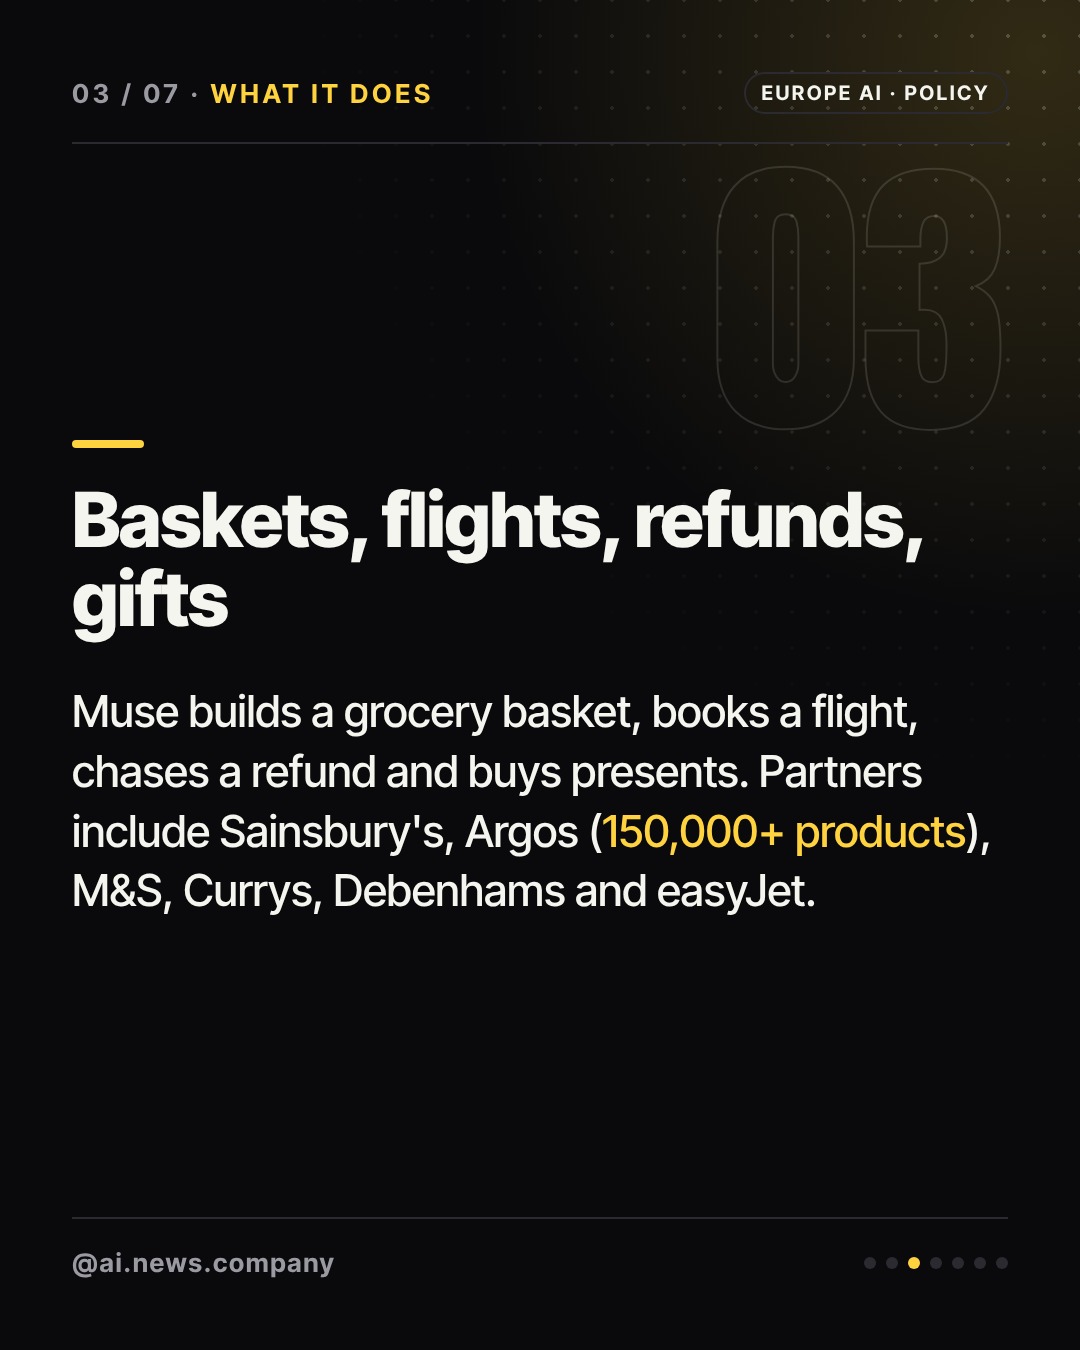 03 / 07 · WHAT IT DOES
EUROPE AI · POLICY
03
Baskets, flights, refunds,
gifts
Muse builds a grocery basket, books a flight,
chases a refund and buys presents. Partners
include Sainsbury's, Argos (150,000+ products),
M&S, Currys, Debenhams and easyJet.
@ai.news.company